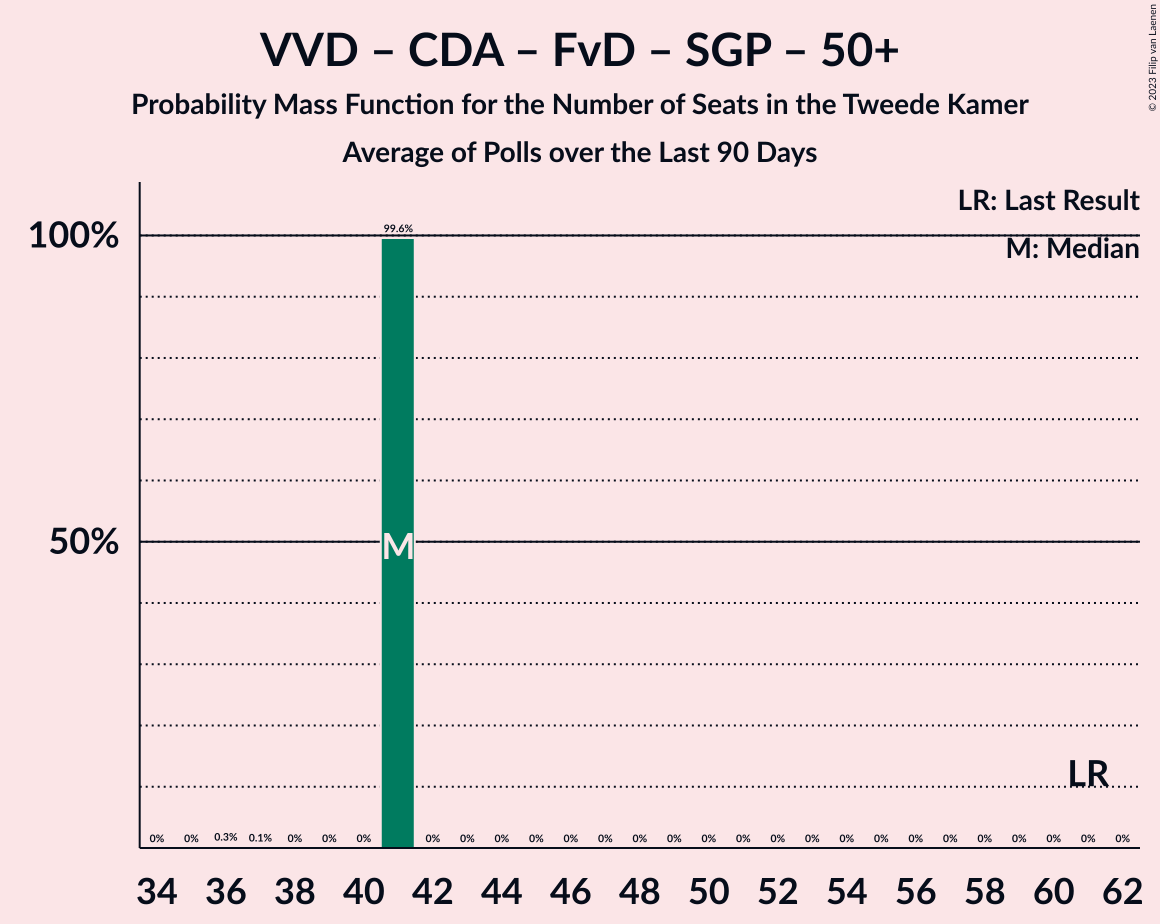 VVD – CDA – FvD – SGP – 50+
Probability Mass Function for the Number of Seats in the Tweede Kamer
Average of Polls over the Last 90 Days
© 2023 Filip van Laenen
LR: Last Result
M: Median
100%
99.6%
50%
M
LR
0% 0% 0.3% 0.1% 0% 0% 0% 0% 0% 0% 0% 0% 0% 0% 0% 0% 0% 0% 0% 0% 0% 0% 0% 0% 0% 0% 0% 0%
34 36 38 40 42 44 46 48 50 52 54 56 58 60 62